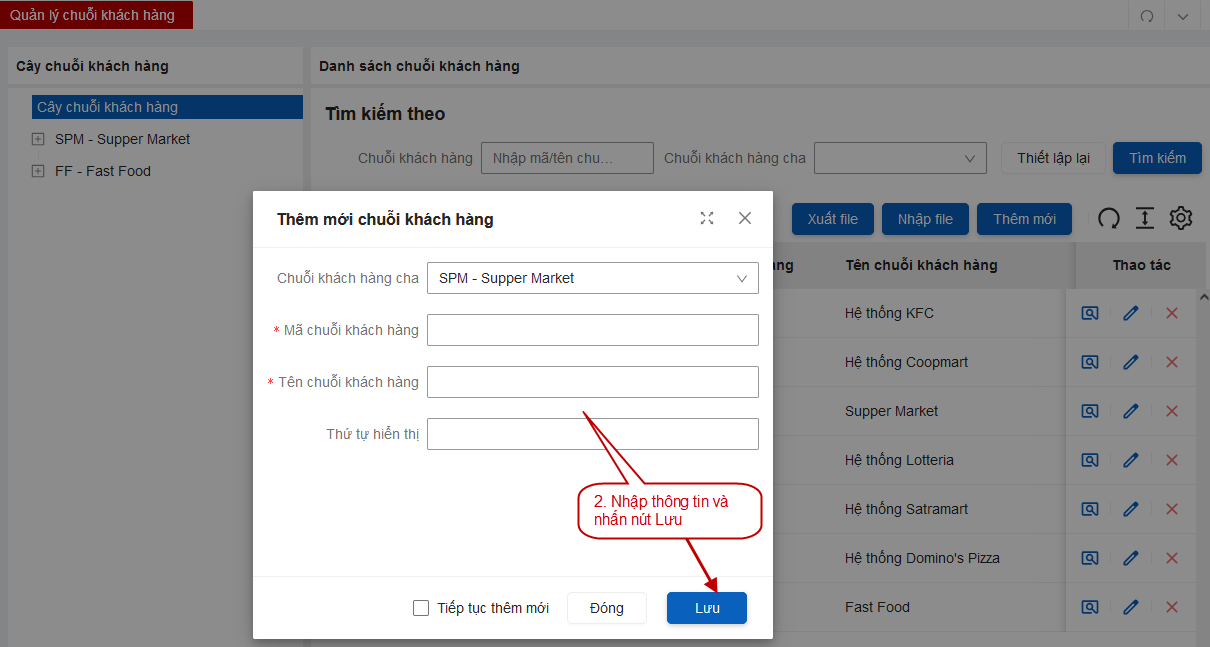 Quản lý chuỗi khách hàng
Cây chuỗi khách hàng
Danh sách chuỗi khách hàng
Cây chuỗi khách hàng
SPM - Supper Market
FF - Fast Food
Tìm kiếm theo
Chuỗi khách hàng
Nhập mã/tên chu...
Chuỗi khách hàng cha
Thiết lập lại
Tìm kiếm
Xuất file
Nhập file
Thêm mới
Tên chuỗi khách hàng
Thao tác
Hệ thống KFC
Hệ thống Coopmart
Supper Market
Hệ thống Lotteria
Hệ thống Satramart
Hệ thống Domino's Pizza
Fast Food
Thêm mới chuỗi khách hàng
Chuỗi khách hàng cha
SPM - Supper Market
* Mã chuỗi khách hàng
* Tên chuỗi khách hàng
Thứ tự hiển thị
2. Nhập thông tin và
nhấn nút Lưu
Tiếp tục thêm mới
Đóng
Lưu